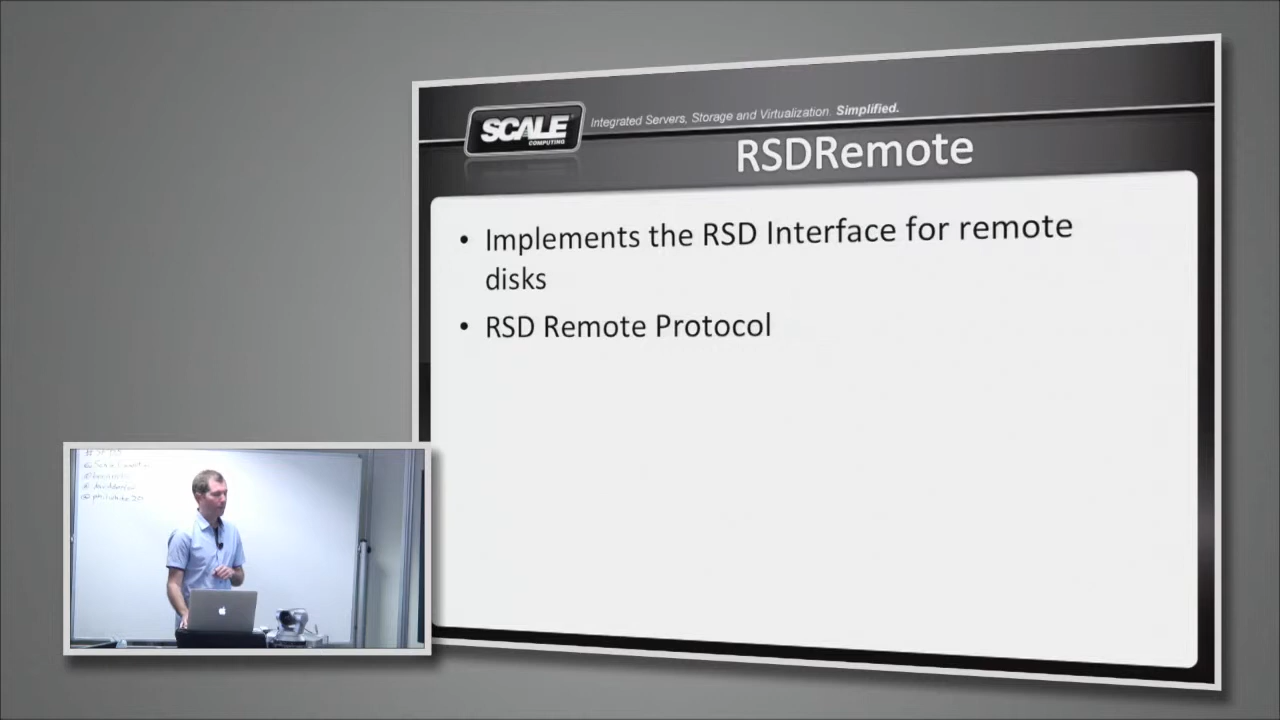 SCALE
COMPUTING
Integrated Servers, Storage and Virtualization. Simplified.
RSDRemote
• Implements the RSD Interface for remote
disks
• RSD Remote Protocol